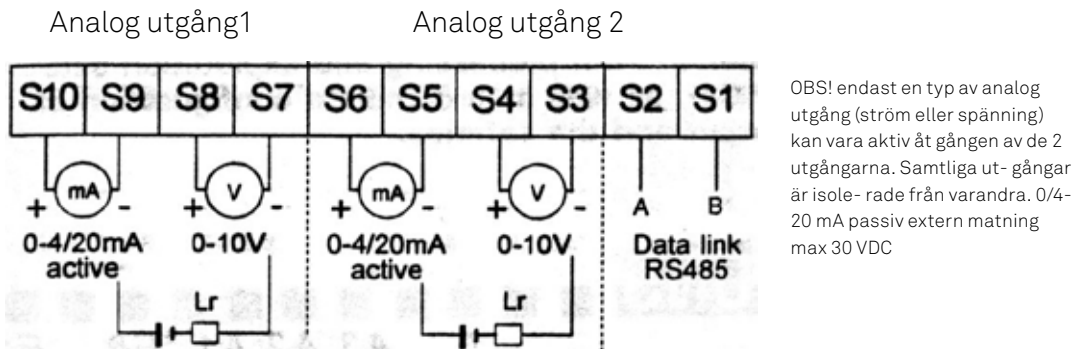 Analog utgång1
Analog utgång 2
S10 S9 S8 S7 S6 S5 S4 S3 S2 S1
mA V mA V
+ - + - + - + - A B
0-4/20mA 0-10V 0-4/20mA 0-10V Data link
active active RS485
Lr Lr
OBS! endast en typ av analog
utgång (ström eller spänning)
kan vara aktiv åt gången av de 2
utgångarna. Samtliga ut- gångar
är isole- rade från varandra. 0/4-
20 mA passiv extern matning
max 30 VDC